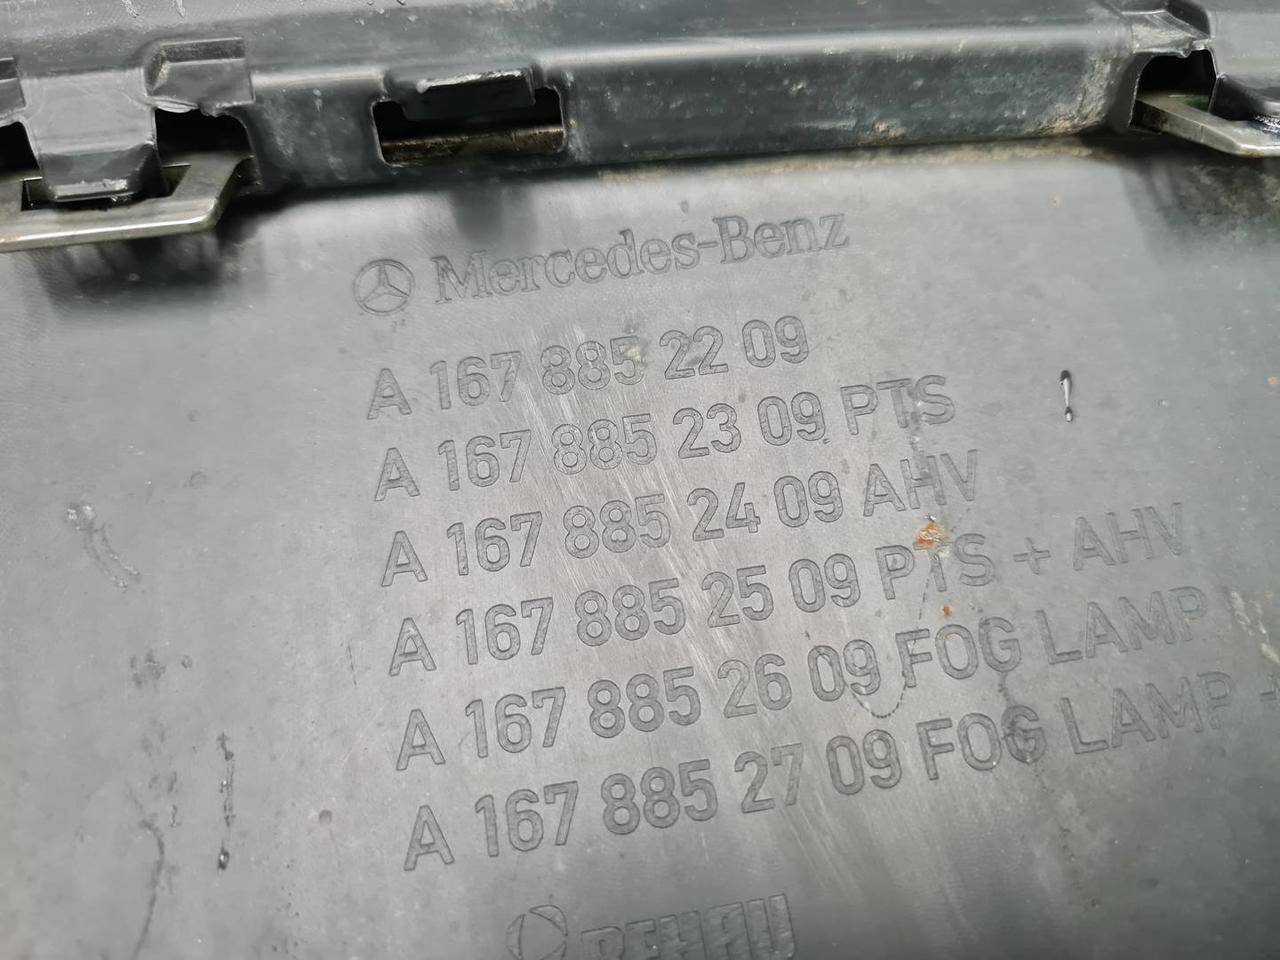 Mercedes-Benz
A 167 885 22 09
A 167 885 23 09 PTS
A 167 885 24 09 AHV
A 167 885 25 09 PTS + AHV
A 167 885 26 09 FOG LAMP
A 167 885 27 09 FOG LAMP +
REHAU